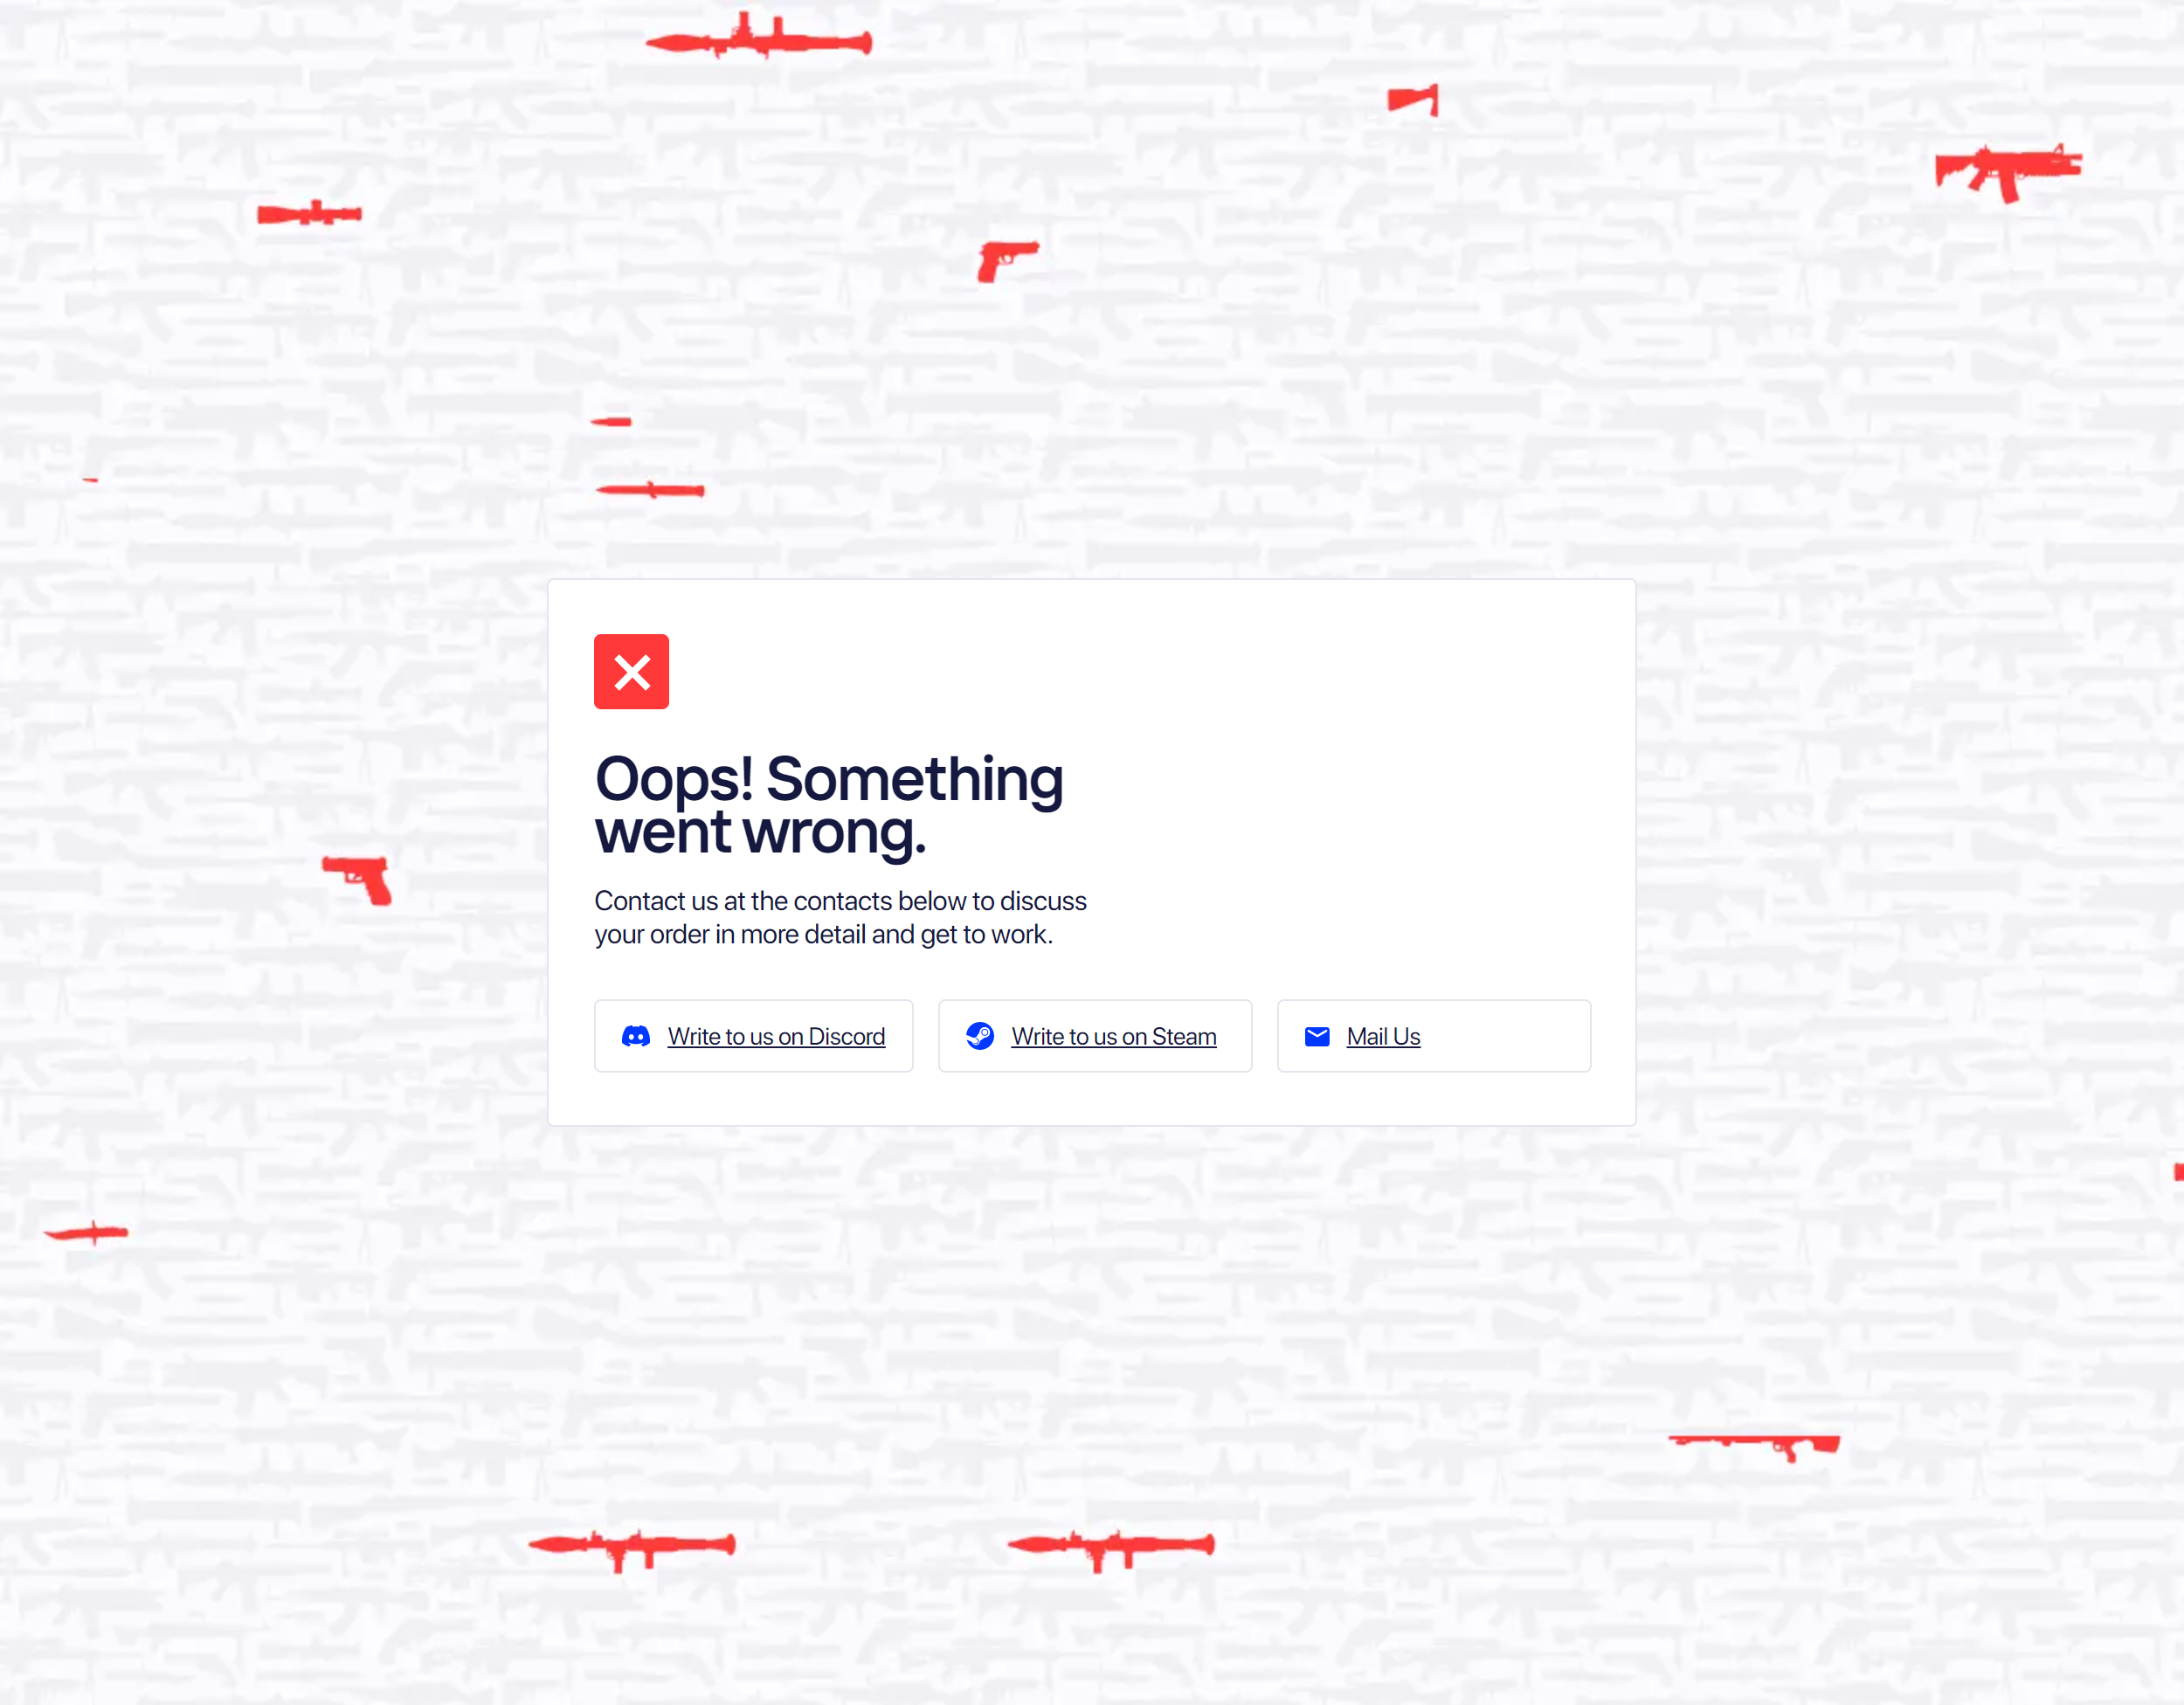 Oops! Something
went wrong.
Contact us at the contacts below to discuss
your order in more detail and get to work.
Write to us on Discord
Write to us on Steam
Mail Us